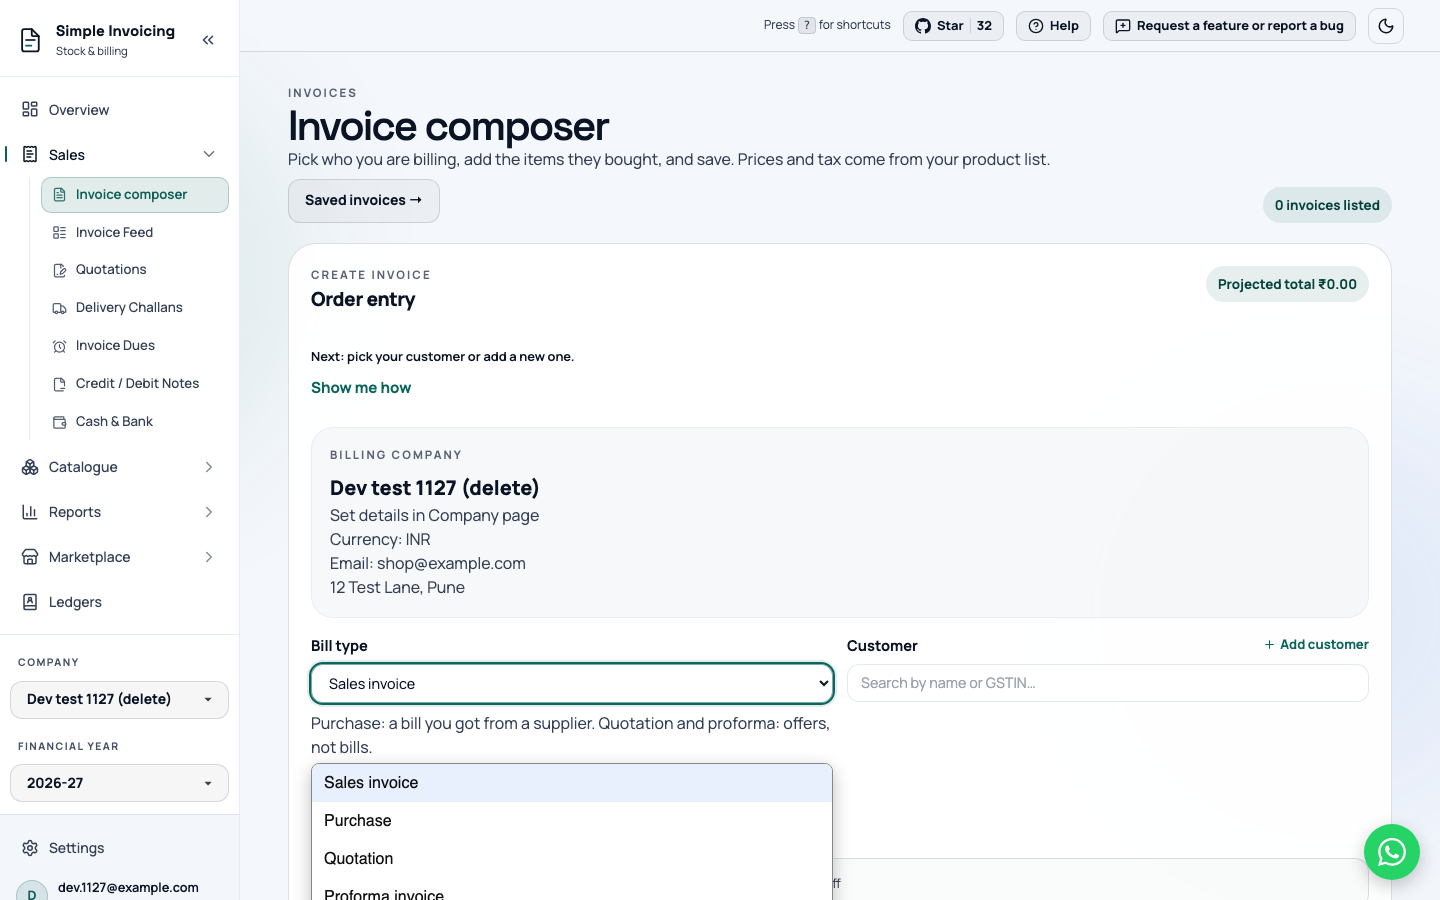 Simple Invoicing
Stock & billing
Press ? for shortcuts
Star 32
Help
Request a feature or report a bug
Overview
Sales
Invoice composer
Invoice Feed
Quotations
Delivery Challans
Invoice Dues
Credit / Debit Notes
Cash & Bank
Catalogue
Reports
Marketplace
Ledgers
COMPANY
Dev test 1127 (delete)
FINANCIAL YEAR
2026-27
Settings
D
dev.1127@example.com
INVOICES
Invoice composer
Pick who you are billing, add the items they bought, and save. Prices and tax come from your product list.
Saved invoices →
0 invoices listed
CREATE INVOICE
Order entry
Projected total ₹0.00
Next: pick your customer or add a new one.
Show me how
BILLING COMPANY
Dev test 1127 (delete)
Set details in Company page
Currency: INR
Email: shop@example.com
12 Test Lane, Pune
Bill type
Sales invoice
Purchase: a bill you got from a supplier. Quotation and proforma: offers,
not bills.
Customer
+ Add customer
Search by name or GSTIN...
Sales invoice
Purchase
Quotation
Proforma invoice